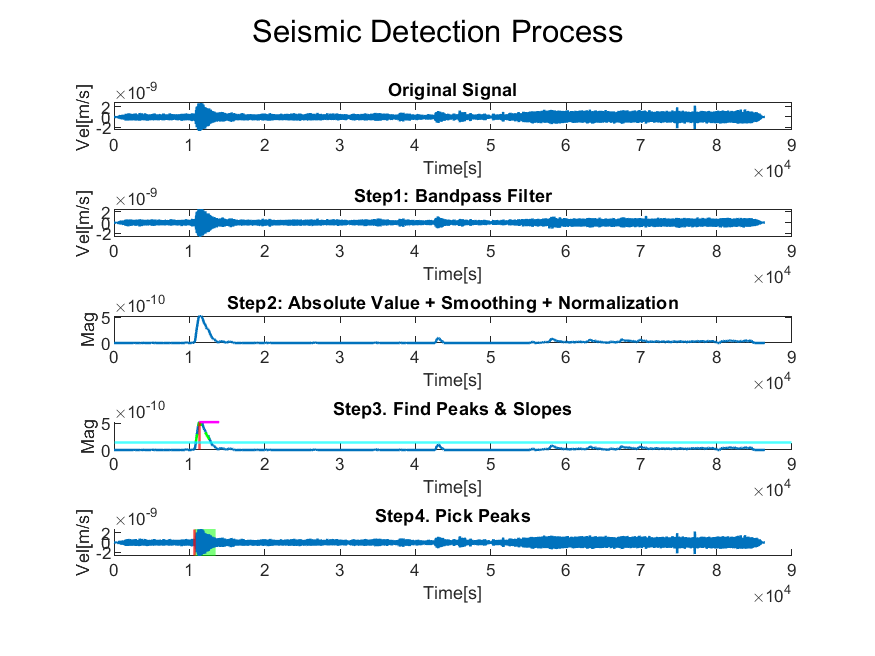 Seismic Detection Process
Original Signal
×10^-9
Vel[m/s]
2
0
-2
0 1 2 3 4 5 6 7 8 9
Time[s]
×10^4
Step1: Bandpass Filter
×10^-9
Vel[m/s]
2
0
-2
0 1 2 3 4 5 6 7 8 9
Time[s]
×10^4
Step2: Absolute Value + Smoothing + Normalization
×10^-10
Mag
5
0
0 1 2 3 4 5 6 7 8 9
Time[s]
×10^4
Step3. Find Peaks & Slopes
×10^-10
Mag
5
0
0 1 2 3 4 5 6 7 8 9
Time[s]
×10^4
Step4. Pick Peaks
×10^-9
Vel[m/s]
2
0
-2
0 1 2 3 4 5 6 7 8 9
Time[s]
×10^4